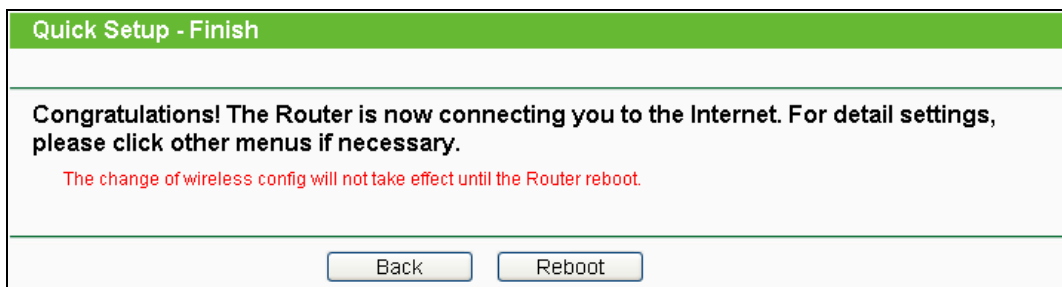 Quick Setup - Finish
Congratulations! The Router is now connecting you to the Internet. For detail settings,
please click other menus if necessary.
The change of wireless config will not take effect until the Router reboot.
Back Reboot